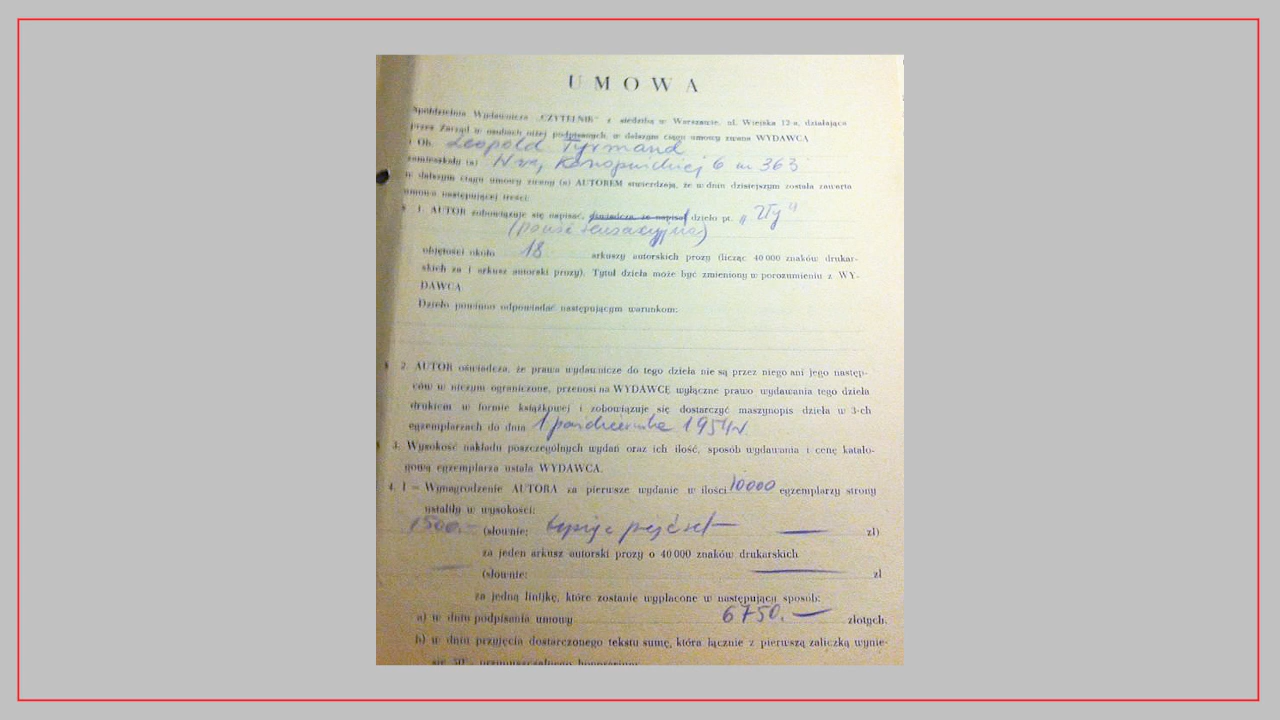 UMOWA
Spółdzielnia Wydawnicza „CZYTELNIK" z siedzibą w Warszawie, ul. Wiejska 12-a, działająca
przez Zarząd w osobach niżej podpisanych, w dalszym ciągu umowy zwana WYDAWCĄ
i Ob. Leopold Tyrmand
zamieszkały (a) W-wa, Konopnickiej 6 m 363
w dalszym ciągu umowy zwany (a) AUTOREM stwierdzają, że w dniu dzisiejszym została zawarta
umowa następującej treści:
§ 1. AUTOR zobowiązuje się napisać, oświadcza, że napisał dzieło pt. „Zły"
(powieść sensacyjna)
objętości około 18 arkuszy autorskich prozy (licząc 40 000 znaków drukar-
skich za 1 arkusz autorski prozy). Tytuł dzieła może być zmieniony w porozumieniu z WY-
DAWCĄ
Dzieło powinno odpowiadać następującym warunkom:
§ 2. AUTOR oświadcza, że prawa wydawnicze do tego dzieła nie są przez niego ani jego następ-
ców w niczym ograniczone, przenosi na WYDAWCĘ wyłączne prawo wydawania tego dzieła
drukiem w formie książkowej i zobowiązuje się dostarczyć maszynopis dzieła w 3-ch
egzemplarzach do dnia 1 października 1954 r.
§ 3. Wysokość nakładu poszczególnych wydań oraz ich ilość, sposób wydawania i cenę katalo-
gową egzemplarza ustala WYDAWCA.
4. 1 — Wynagrodzenie AUTORA za pierwsze wydanie w ilości 10000 egzemplarzy strony
ustaliły w wysokości:
1500.— (słownie: tysiąc pięćset — zł)
za jeden arkusz autorski prozy o 40 000 znaków drukarskich
— (słownie: — zł
za jedną linijkę, które zostanie wypłacone w następujący sposób:
a) w dniu podpisania umowy 6750.— złotych.
b) w dniu przyjęcia dostarczonego tekstu sumę, która łącznie z pierwszą zaliczką wynie-
sie 50% przypuszczalnego honorarium